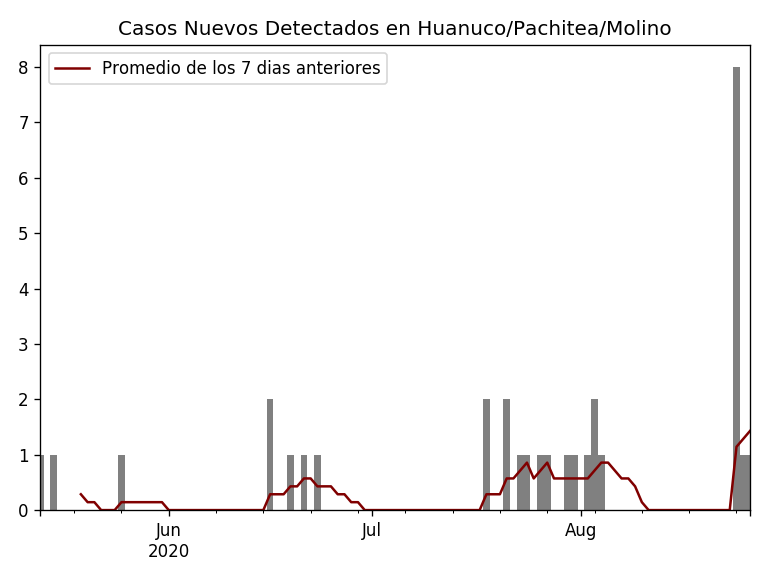 Casos Nuevos Detectados en Huanuco/Pachitea/Molino
Promedio de los 7 dias anteriores
8
7
6
5
4
3
2
1
0
Jun
2020
Jul
Aug